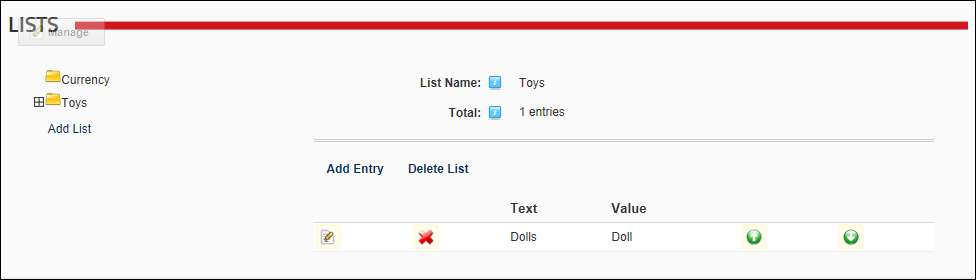 LISTS
Manage
Currency
Toys
Add List
List Name: Toys
Total: 1 entries
Add Entry Delete List
Text Value
Dolls Doll